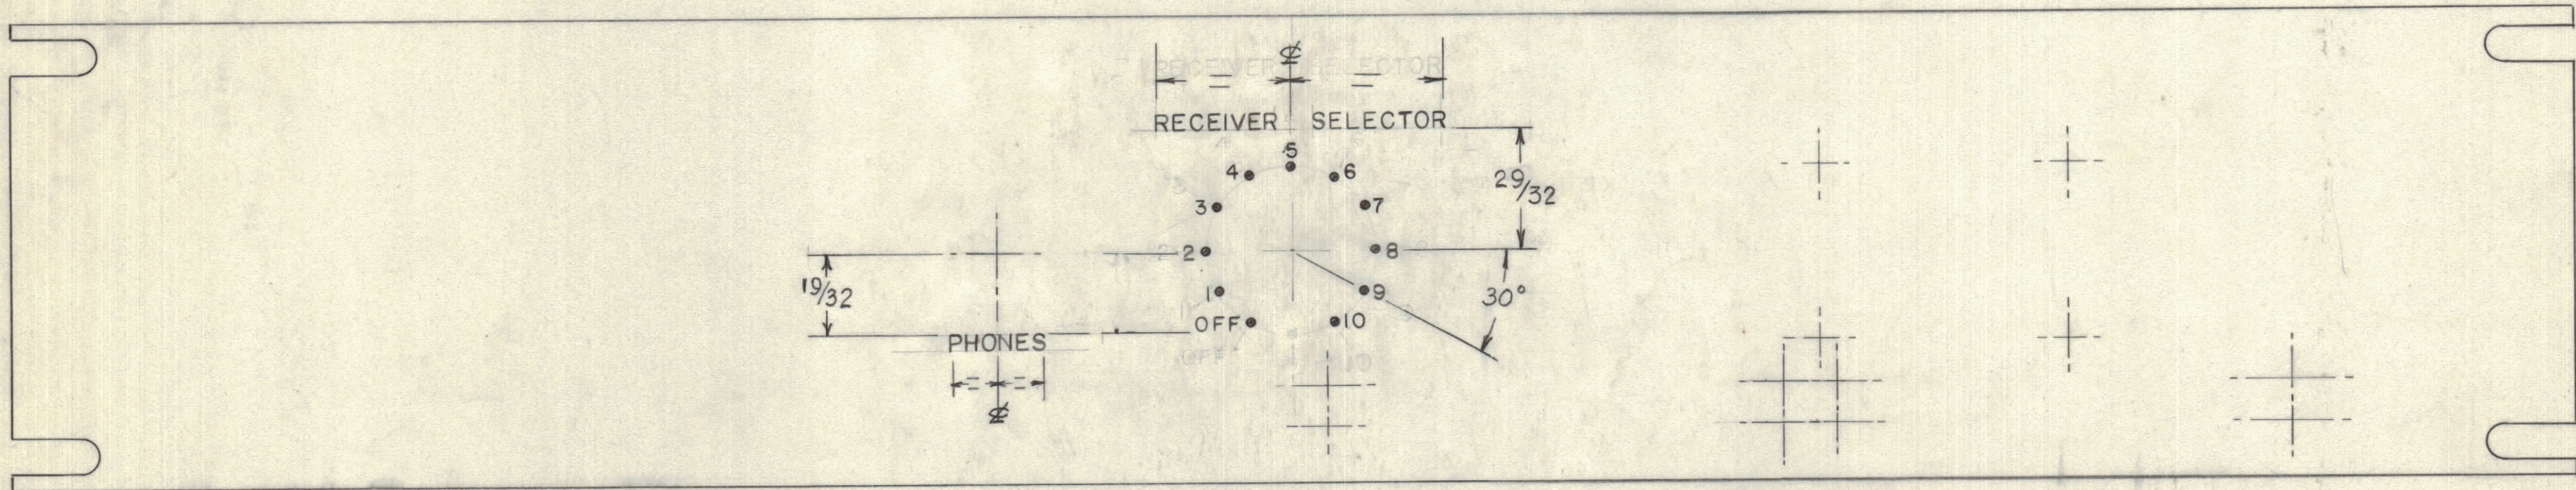 ℄
= =
RECEIVER SELECTOR
5
4 6
29/32
3 7
2 8
19/32
1 9 30°
OFF 10
PHONES
= =
℄